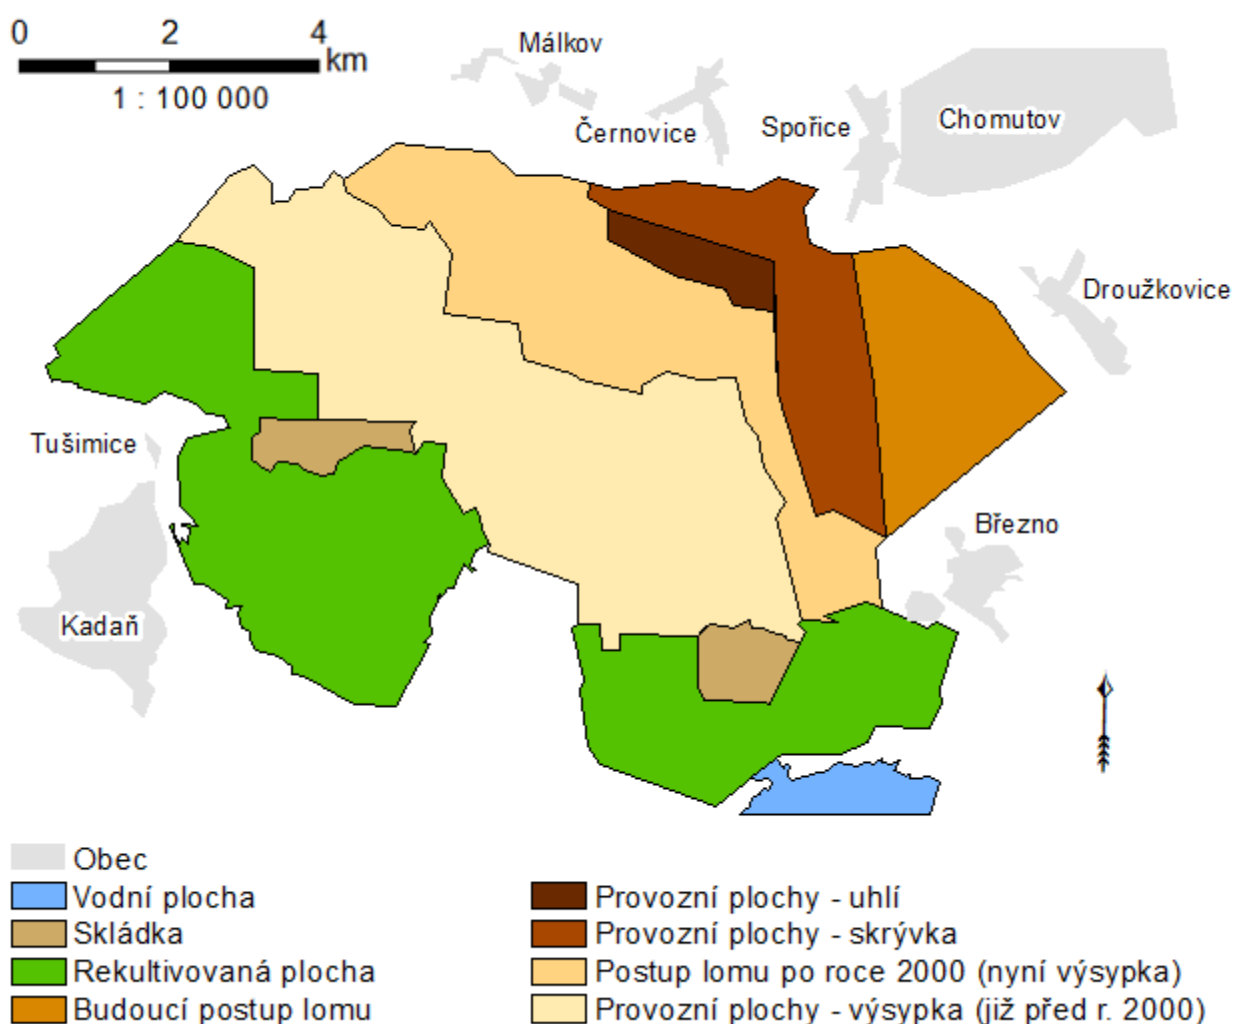 0 2 4
km
1 : 100 000
Málkov
Černovice
Spořice
Chomutov
Droužkovice
Tušimice
Březno
Kadaň
Obec
Vodní plocha
Skládka
Rekultivovaná plocha
Budoucí postup lomu
Provozní plochy - uhlí
Provozní plochy - skrývka
Postup lomu po roce 2000 (nyní výsypka)
Provozní plochy - výsypka (již před r. 2000)